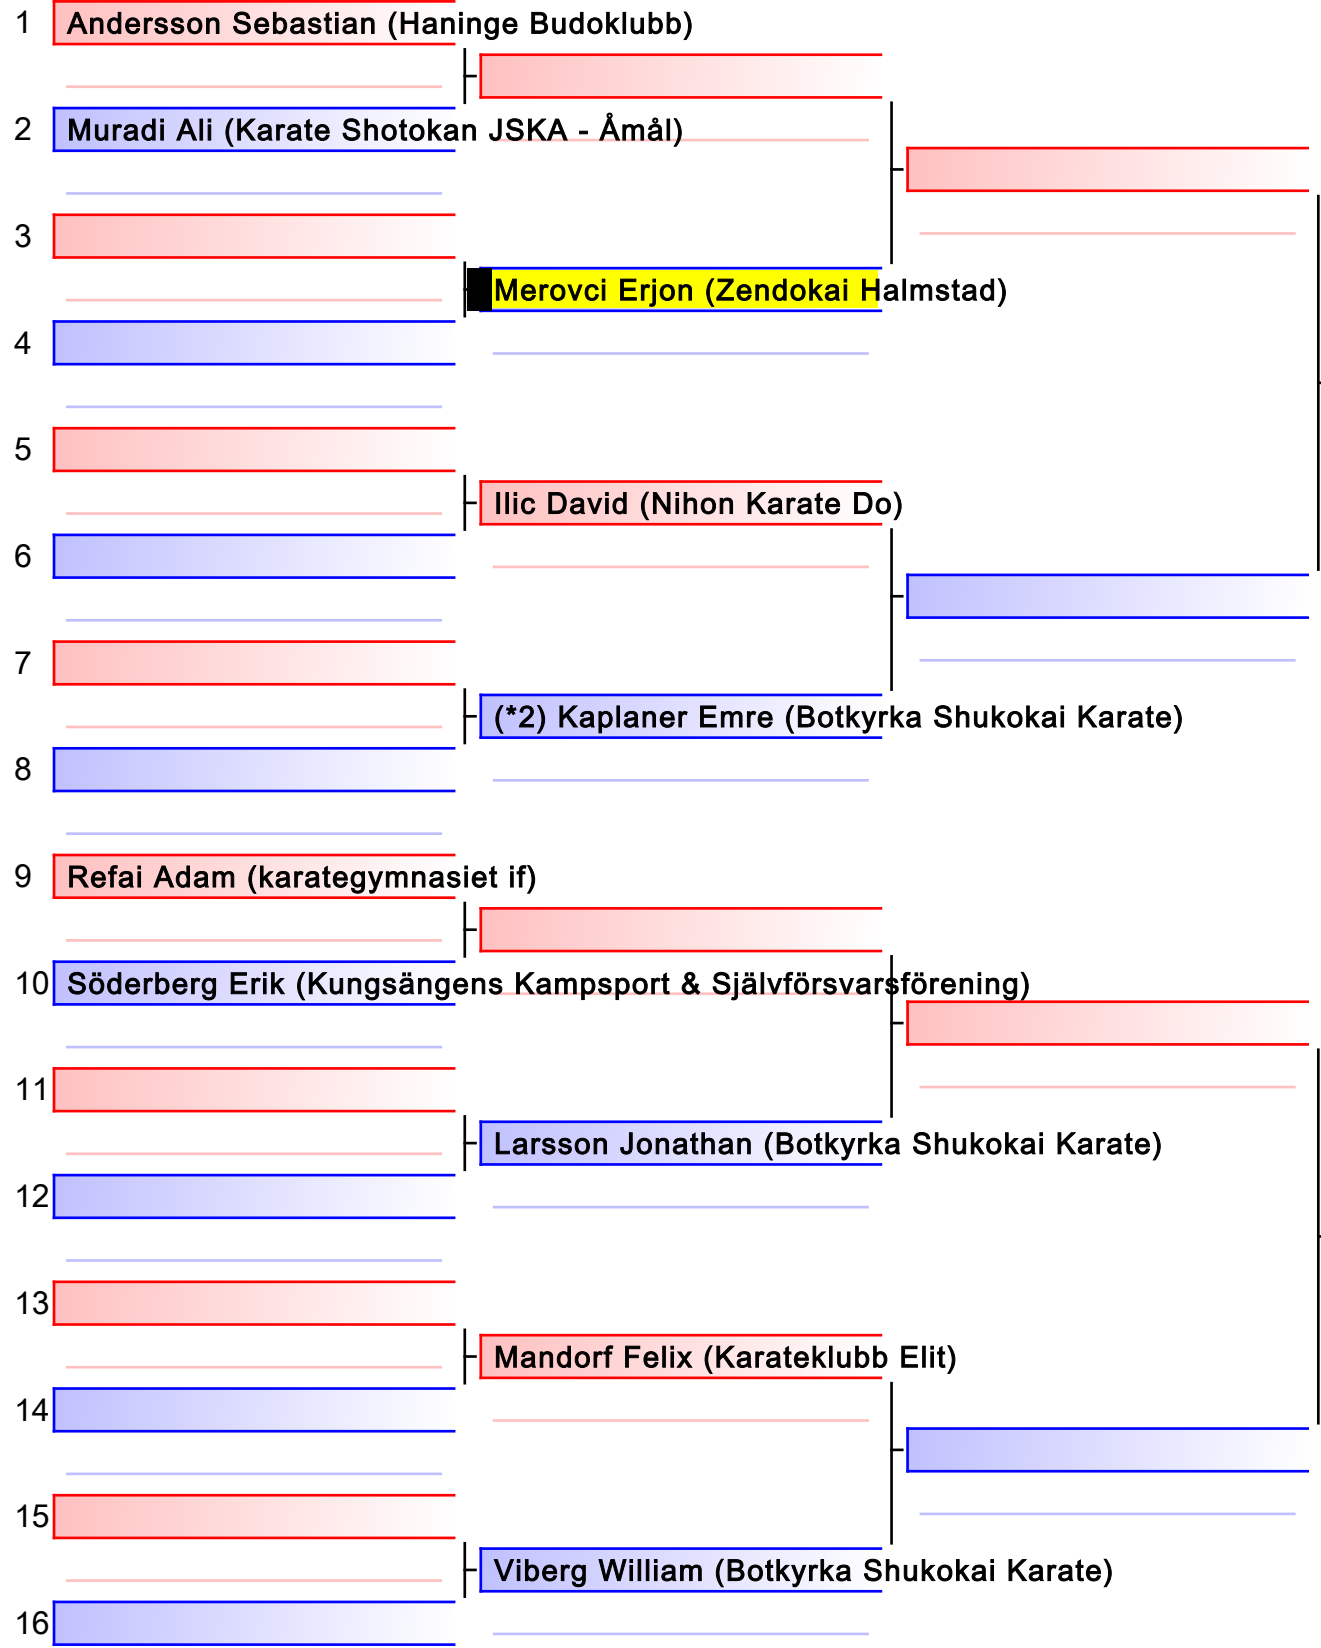 1 Andersson Sebastian (Haninge Budoklubb)
2 Muradi Ali (Karate Shotokan JSKA - Åmål)
3
Merovci Erjon (Zendokai Halmstad)
4
5
Ilic David (Nihon Karate Do)
6
7
(*2) Kaplaner Emre (Botkyrka Shukokai Karate)
8
9 Refai Adam (karategymnasiet if)
10 Söderberg Erik (Kungsängens Kampsport & Självförsvarsförening)
11
Larsson Jonathan (Botkyrka Shukokai Karate)
12
13
Mandorf Felix (Karateklubb Elit)
14
15
Viberg William (Botkyrka Shukokai Karate)
16